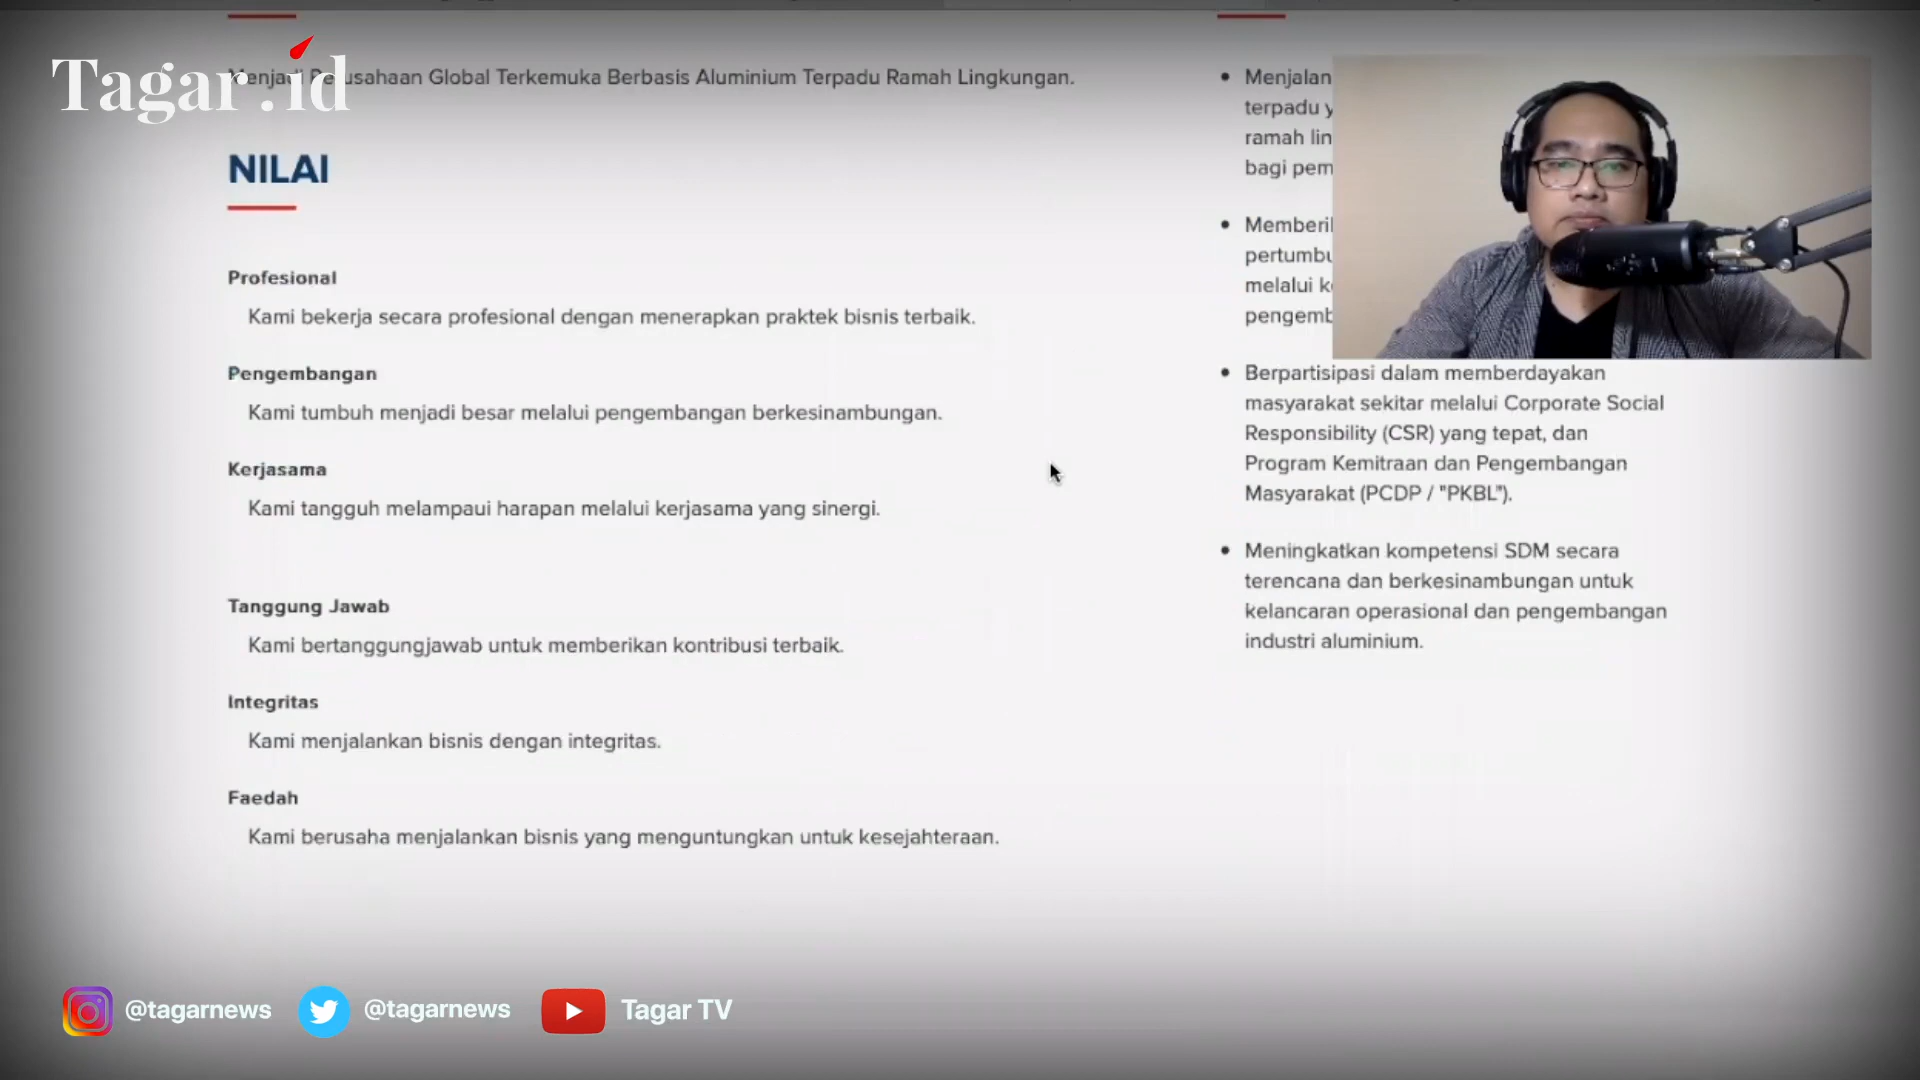 Tagar.id
Menjadi Perusahaan Global Terkemuka Berbasis Aluminium Terpadu Ramah Lingkungan.
NILAI
Profesional
Kami bekerja secara profesional dengan menerapkan praktek bisnis terbaik.
Pengembangan
Kami tumbuh menjadi besar melalui pengembangan berkesinambungan.
Kerjasama
Kami tangguh melampaui harapan melalui kerjasama yang sinergi.
Tanggung Jawab
Kami bertanggungjawab untuk memberikan kontribusi terbaik.
Integritas
Kami menjalankan bisnis dengan integritas.
Faedah
Kami berusaha menjalankan bisnis yang menguntungkan untuk kesejahteraan.
• Menjalan
terpadu y
ramah lin
bagi pem
• Memberi
pertumbu
melalui k
pengemb
• Berpartisipasi dalam memberdayakan
masyarakat sekitar melalui Corporate Social
Responsibility (CSR) yang tepat, dan
Program Kemitraan dan Pengembangan
Masyarakat (PCDP / "PKBL").
• Meningkatkan kompetensi SDM secara
terencana dan berkesinambungan untuk
kelancaran operasional dan pengembangan
industri aluminium.
@tagarnews
@tagarnews
Tagar TV